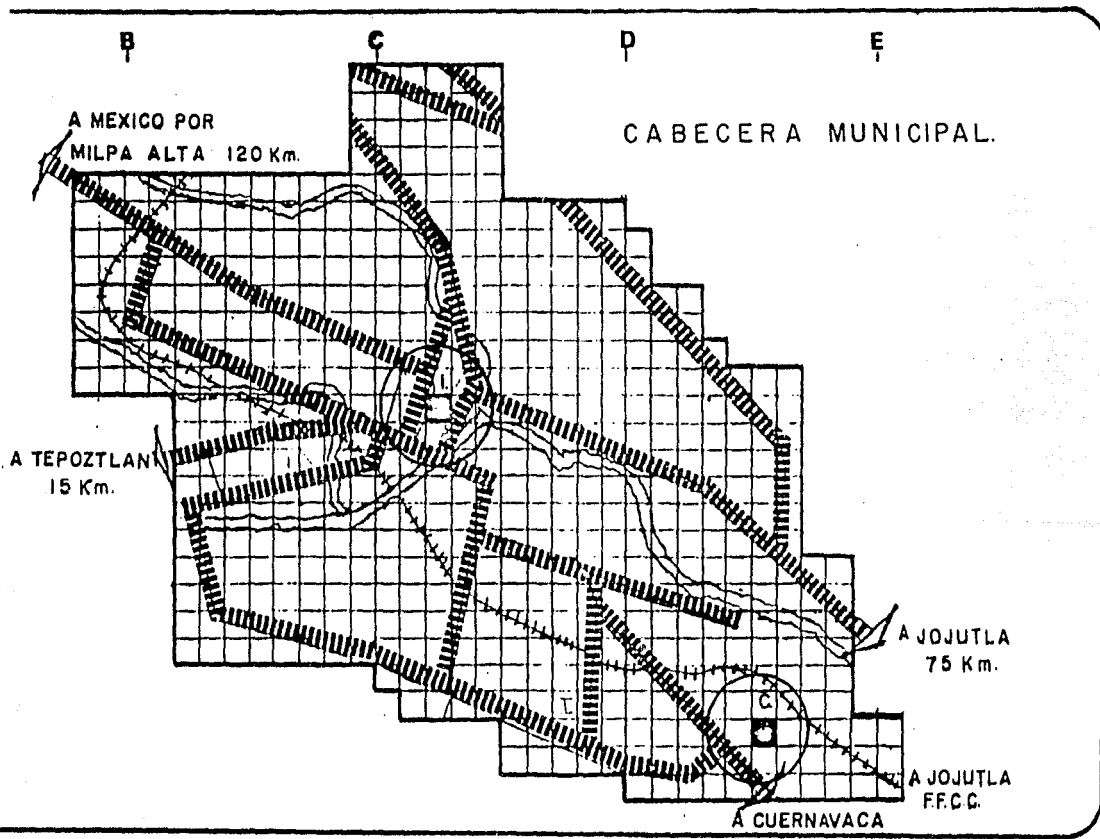 B C D E
A MEXICO POR
MILPA ALTA 120 Km.
CABECERA MUNICIPAL.
I.
A TEPOZTLAN
15 Km.
A JOJUTLA
75 Km.
C.
I.
A JOJUTLA
F.F.C.C.
A CUERNAVACA